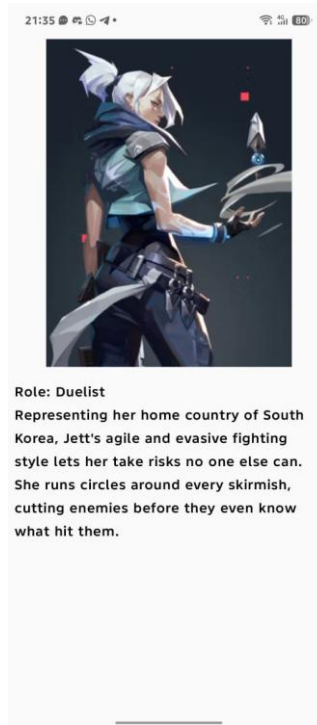 21:35
4G
80
Role: Duelist
Representing her home country of South
Korea, Jett's agile and evasive fighting
style lets her take risks no one else can.
She runs circles around every skirmish,
cutting enemies before they even know
what hit them.